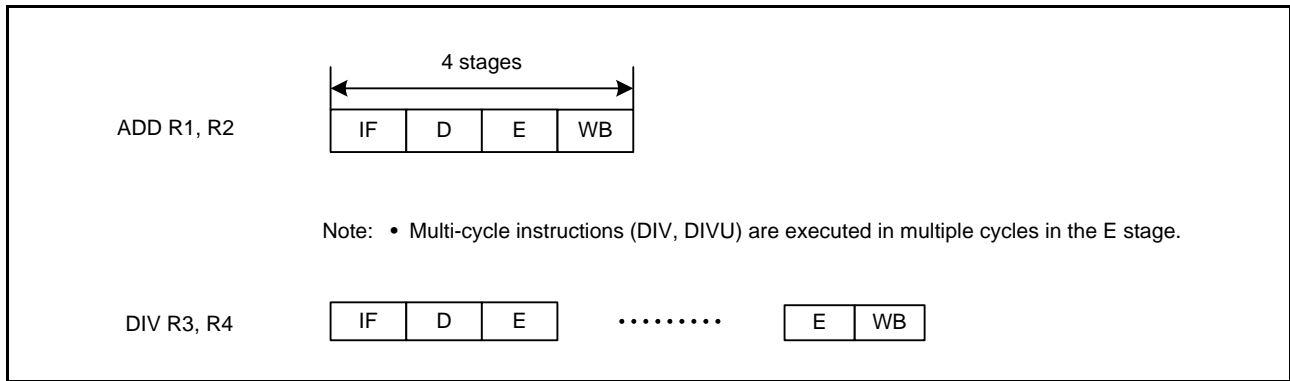 4 stages
ADD R1, R2 IF D E WB
Note: • Multi-cycle instructions (DIV, DIVU) are executed in multiple cycles in the E stage.
DIV R3, R4 IF D E ········· E WB